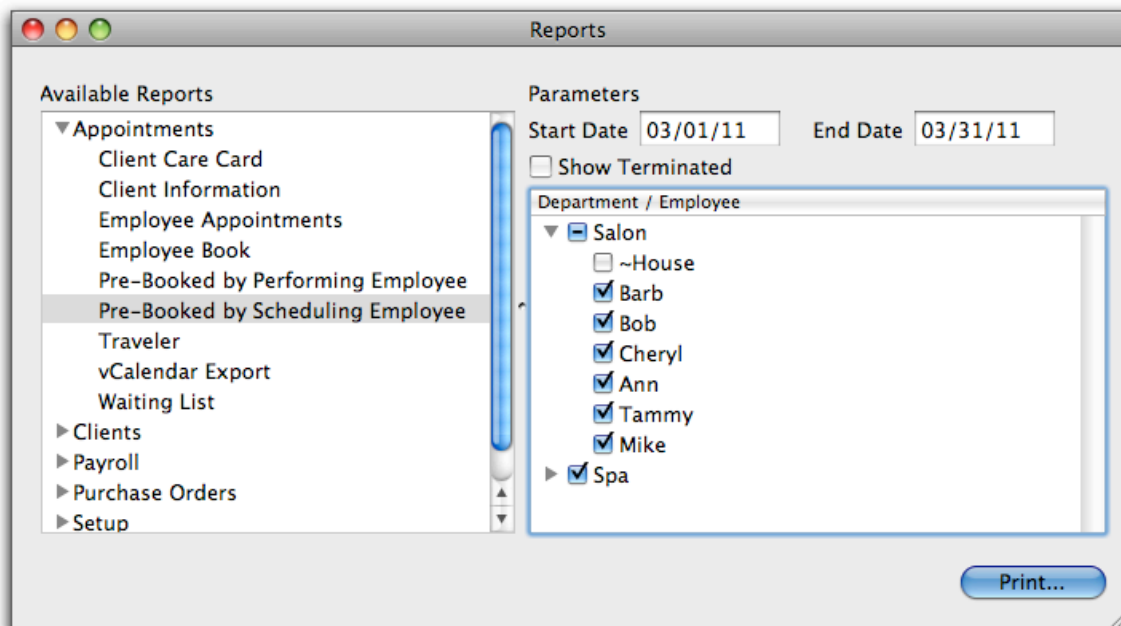 Reports
Available Reports
Appointments
Client Care Card
Client Information
Employee Appointments
Employee Book
Pre-Booked by Performing Employee
Pre-Booked by Scheduling Employee
Traveler
vCalendar Export
Waiting List
Clients
Payroll
Purchase Orders
Setup
Parameters
Start Date 03/01/11 End Date 03/31/11
Show Terminated
Department / Employee
Salon
~House
Barb
Bob
Cheryl
Ann
Tammy
Mike
Spa
Print...